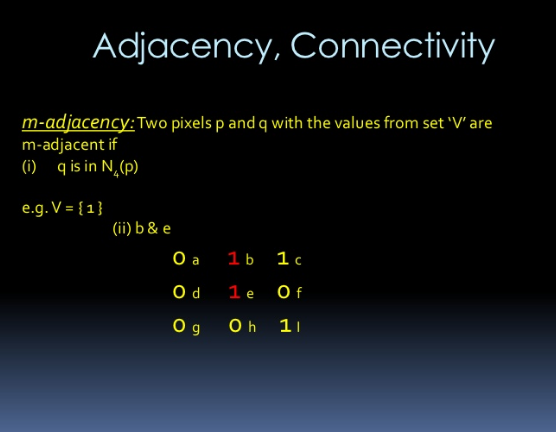 Adjacency, Connectivity
m-adjacency: Two pixels p and q with the values from set ‘V’ are
m-adjacent if
(i) q is in N4(p)
e.g. V = { 1 }
(ii) b & e
0 a 1 b 1 c
0 d 1 e 0 f
0 g 0 h 1 I